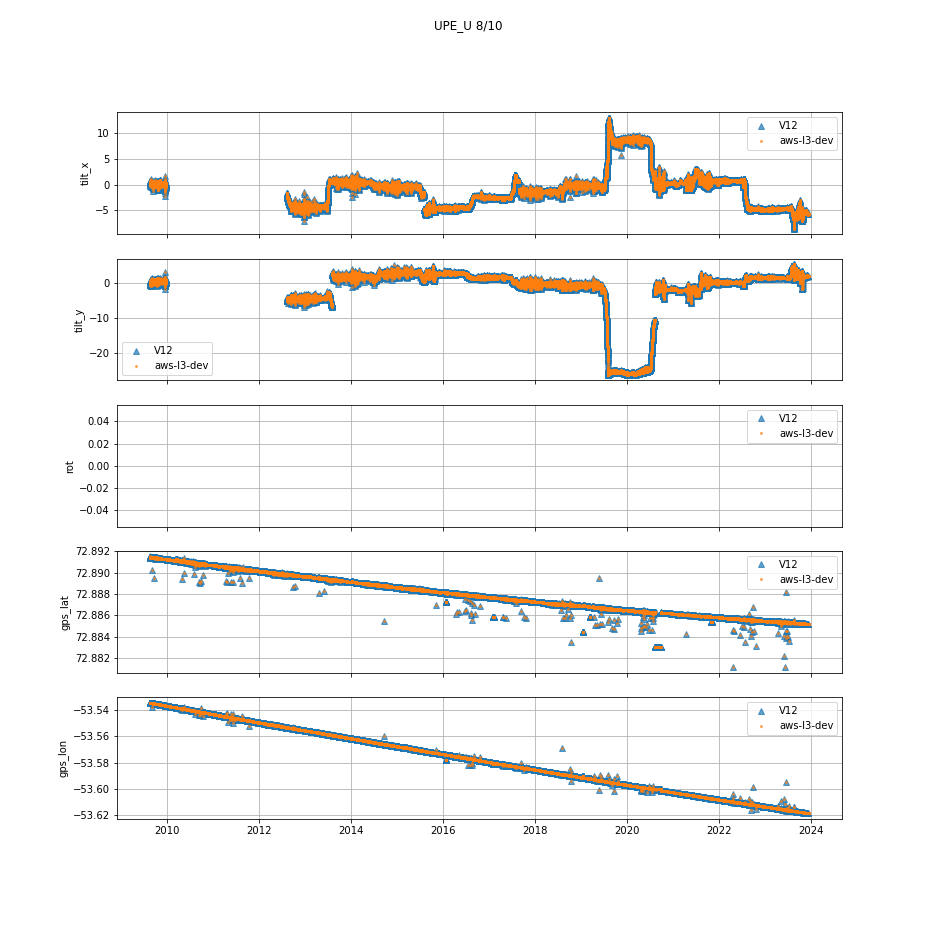 UPE_U 8/10
10
5
0
−5
tilt_x
V12
aws-l3-dev
0
−10
−20
tilt_y
V12
aws-l3-dev
0.04
0.02
0.00
−0.02
−0.04
rot
V12
aws-l3-dev
72.892
72.890
72.888
72.886
72.884
72.882
gps_lat
V12
aws-l3-dev
−53.54
−53.56
−53.58
−53.60
−53.62
gps_lon
V12
aws-l3-dev
2010 2012 2014 2016 2018 2020 2022 2024